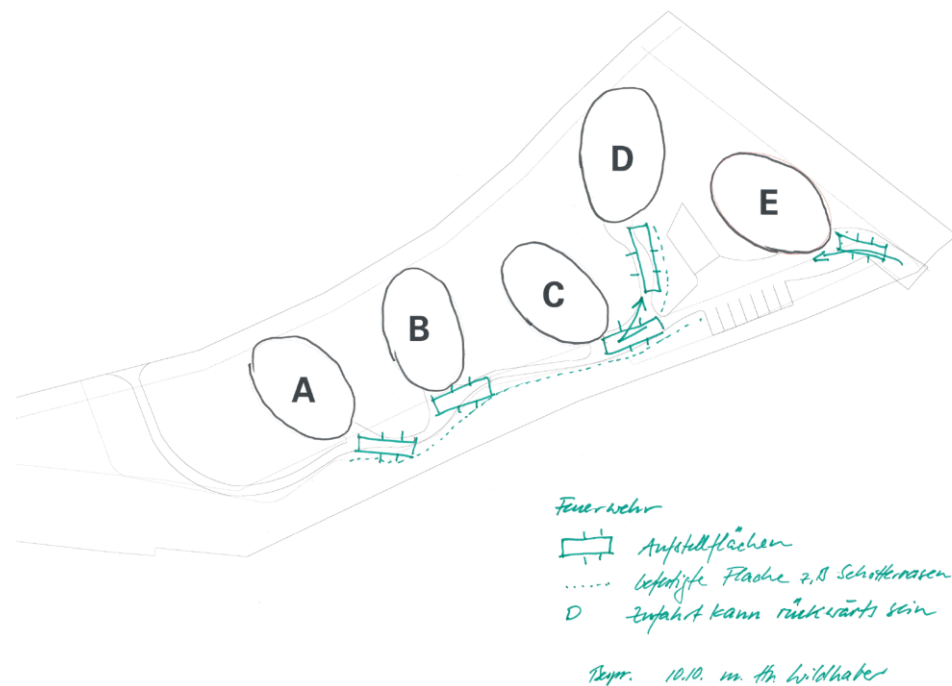 D
E
C
B
A
Feuerwehr
Aufstellflächen
befestigte Fläche z.B Schotterrasen
D Zufahrt kann rückwärts sein
Bespr. 10.10. m. Hr. Wildhaber